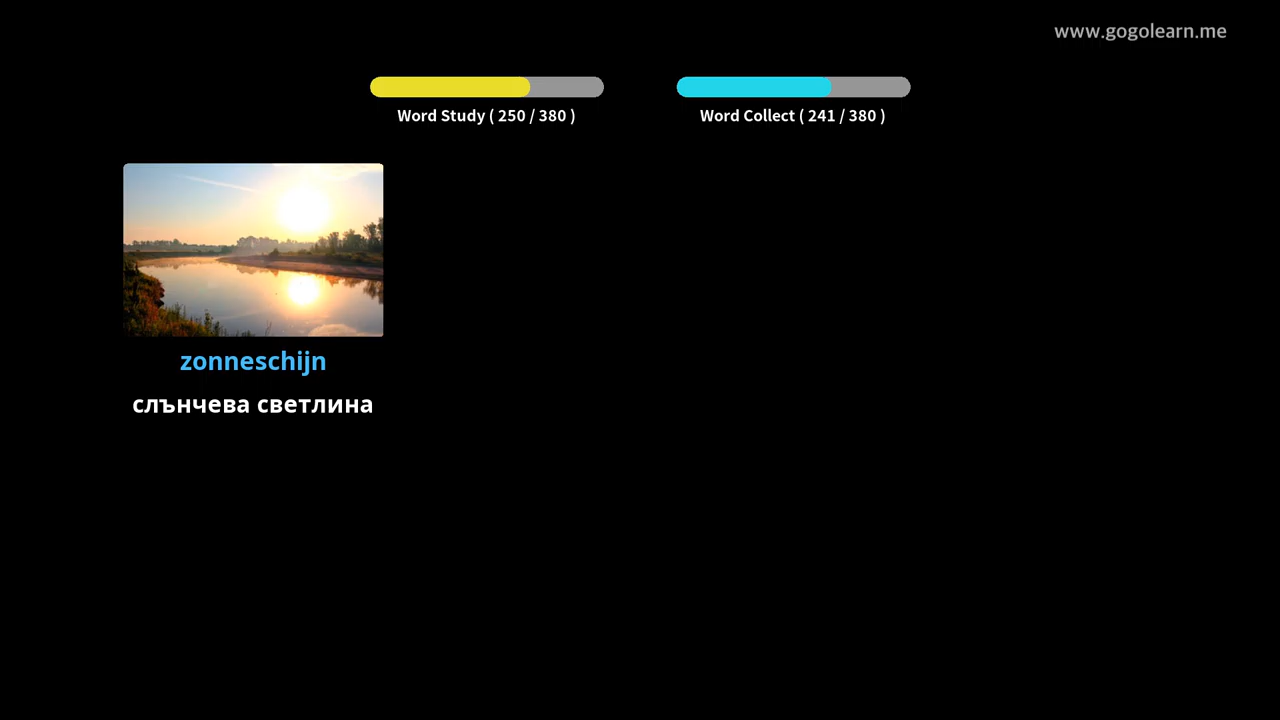 www.gogolearn.me
Word Study ( 250 / 380 )
Word Collect ( 241 / 380 )
zonneschijn
слънчева светлина